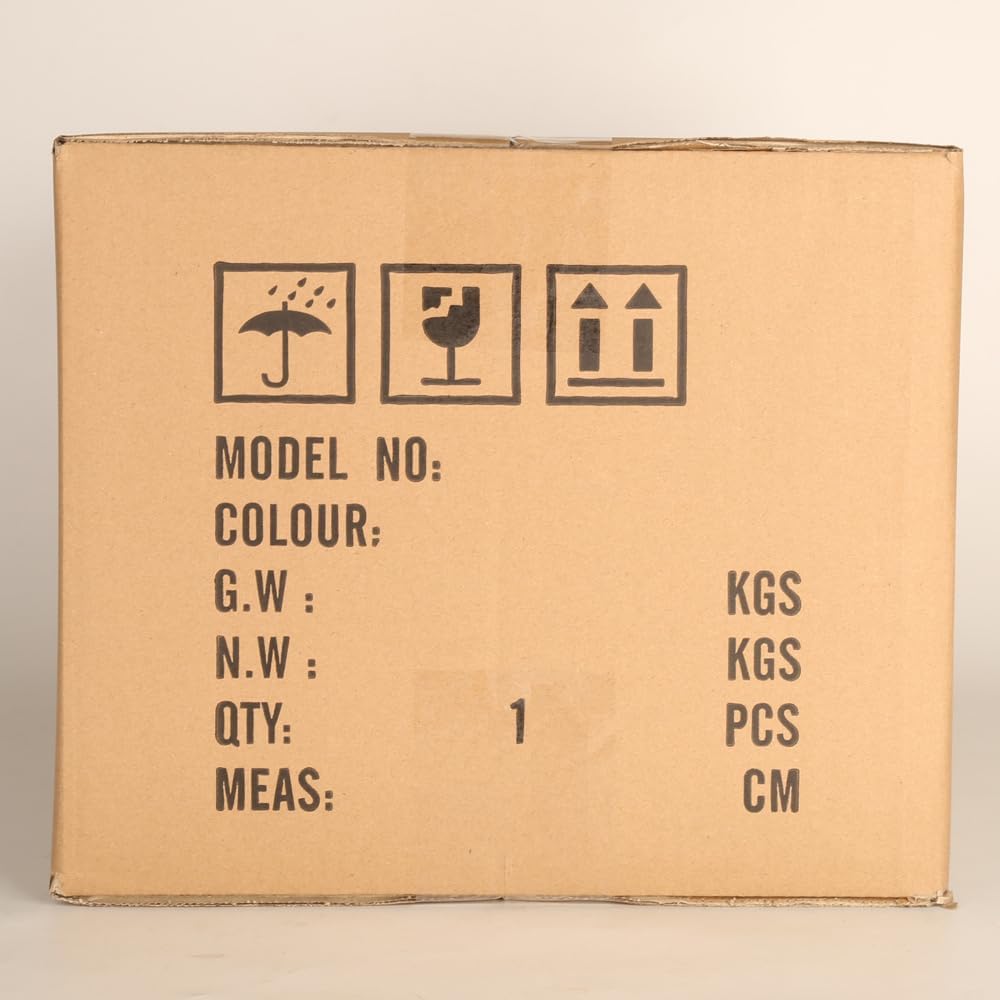 MODEL NO:
COLOUR:
G.W : KGS
N.W : KGS
QTY: 1 PCS
MEAS: CM